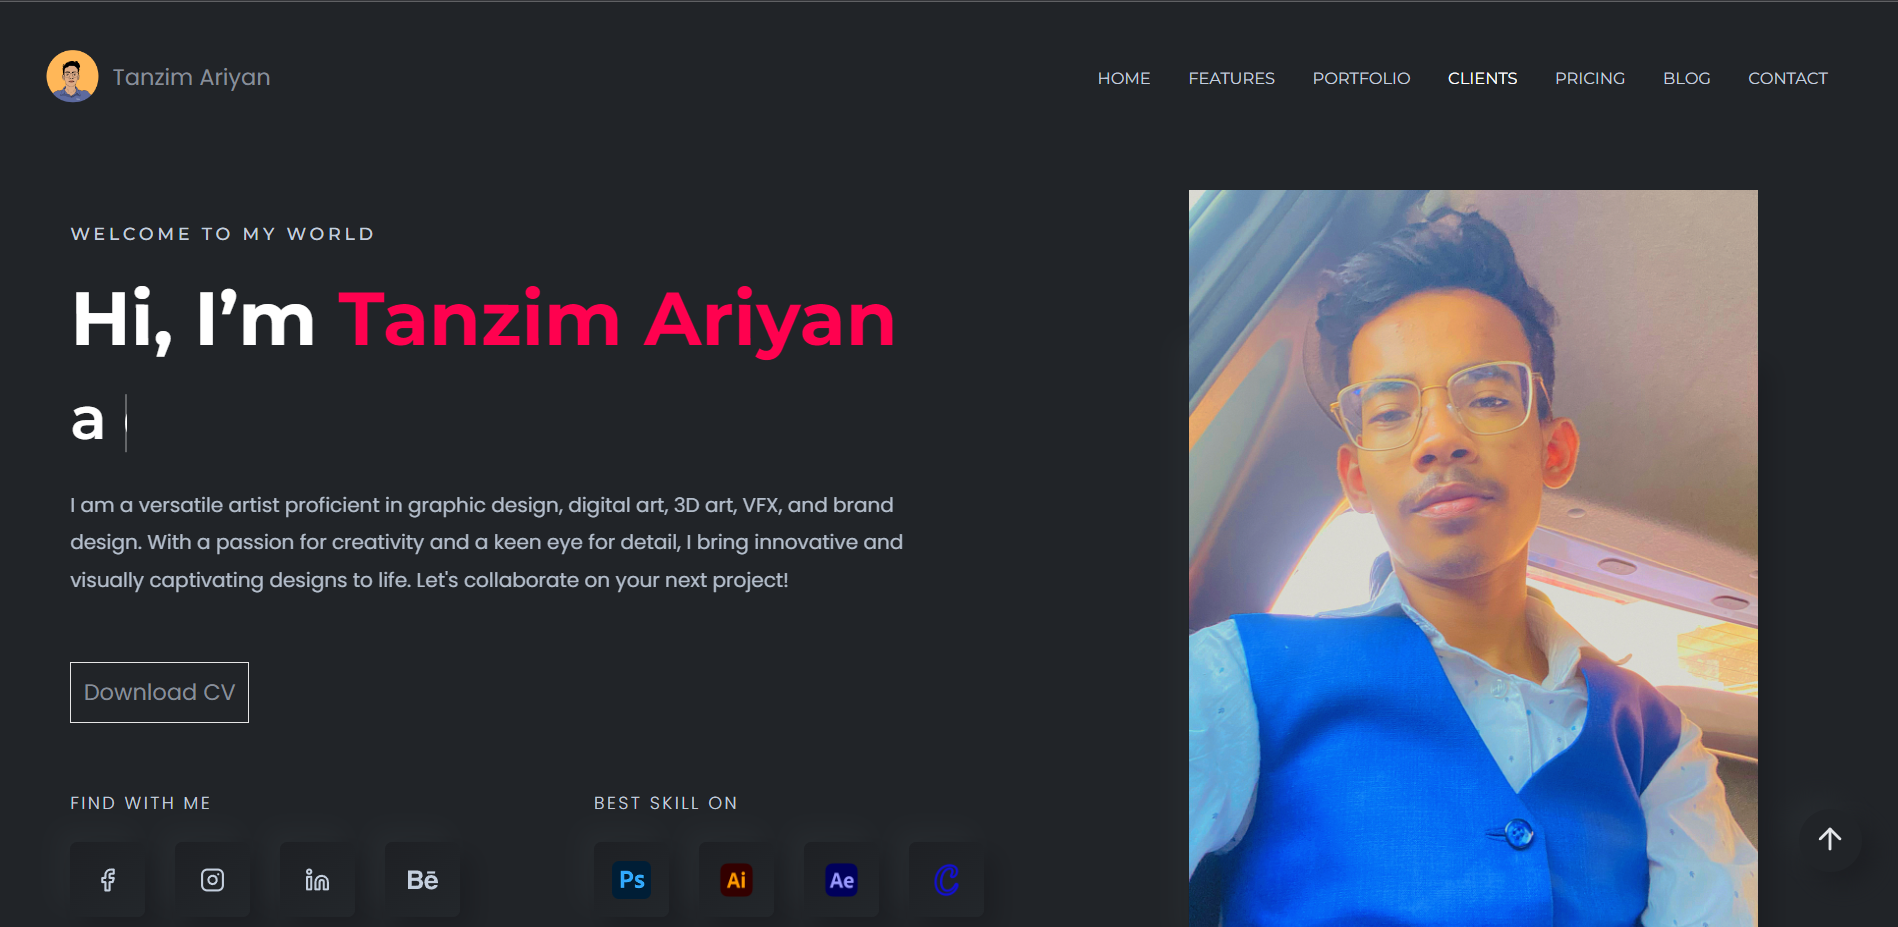 Tanzim Ariyan
HOME FEATURES PORTFOLIO CLIENTS PRICING BLOG CONTACT
WELCOME TO MY WORLD
Hi, I’m Tanzim Ariyan
a
I am a versatile artist proficient in graphic design, digital art, 3D art, VFX, and brand
design. With a passion for creativity and a keen eye for detail, I bring innovative and
visually captivating designs to life. Let's collaborate on your next project!
Download CV
FIND WITH ME
Bē
BEST SKILL ON
Ps Ai Ae C